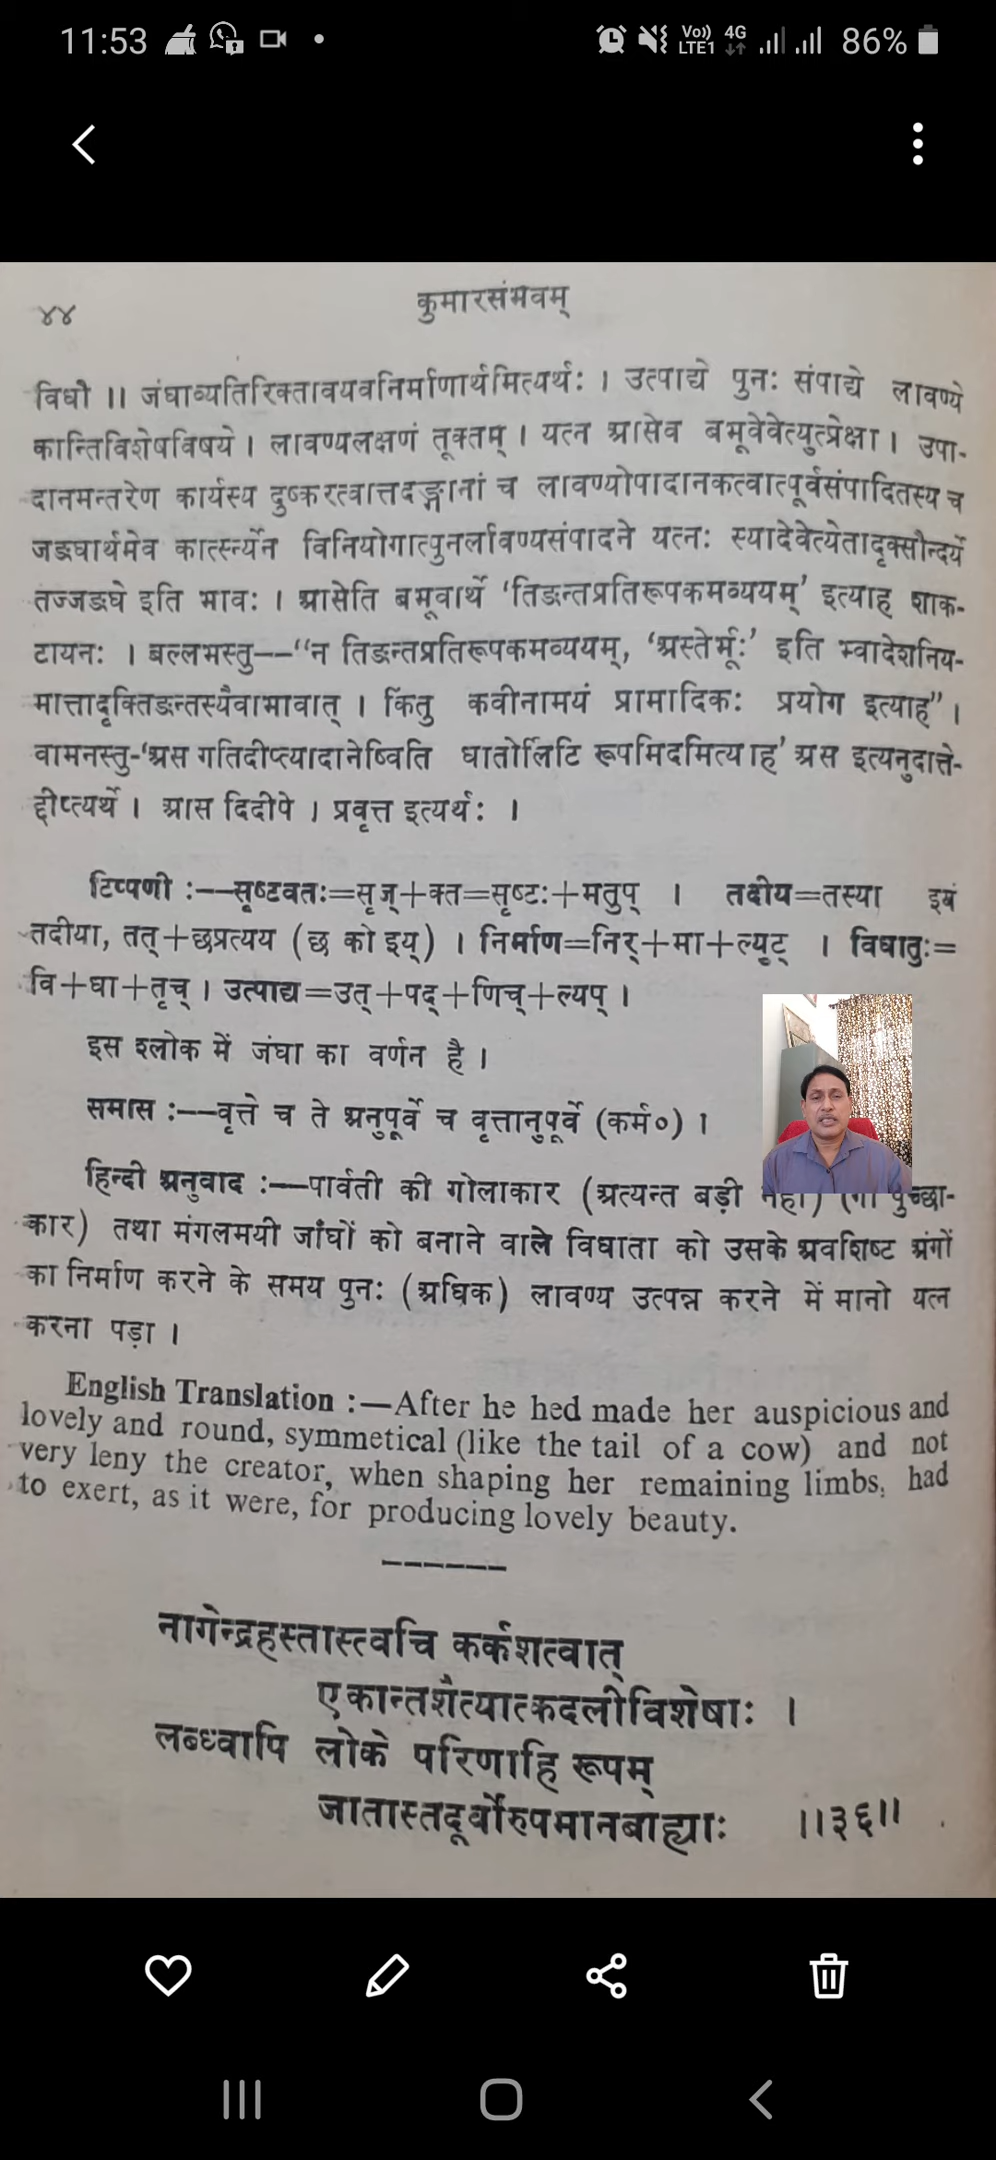 11:53
Vo)) LTE1 4G 86%
४४ कुमारसंभवम्
विधौ ।। जंघाव्यतिरिक्तावयवनिर्माणार्थमित्यर्थः । उत्पाद्ये पुनः संपाद्ये लावण्ये
कान्तिविशेषविषये । लावण्यलक्षणं तूक्तम् । यत्न आसेव बभूवेवेत्युत्प्रेक्षा । उपा-
दानमन्तरेण कार्यस्य दुष्करत्वात्तदङ्गानां च लावण्योपादानकत्वात्पूर्वसंपादितस्य च
जङघार्थमेव कार्त्स्न्येन विनियोगात्पुनर्लावण्यसंपादने यत्नः स्यादेवेत्येतादृक्सौन्दर्ये
तज्जङघे इति भावः । आसेति बभूवार्थे ‘तिङन्तप्रतिरूपकमव्ययम्’ इत्याह शाक-
टायनः । बल्लभस्तु--“न तिङन्तप्रतिरूपकमव्ययम्, ‘अस्तेर्भूः’ इति भ्वादेशनिय-
मात्तादृक्तिङन्तस्यैवाभावात् । किंतु कवीनामयं प्रामादिकः प्रयोग इत्याह” ।
वामनस्तु-‘अस गतिदीप्त्यादानेष्विति धातोर्लिटि रूपमिदमित्याह’ अस इत्यनुदात्ते-
द्दीप्त्यर्थे । आस दिदीपे । प्रवृत्त इत्यर्थः ।
टिप्पणी :--सृष्टवतः=सृज्+क्त=सृष्टः+मतुप् । तदीय=तस्या इयं
तदीया, तत्+छप्रत्यय (छ को इय्) । निर्माण=निर्+मा+ल्युट् । विधातुः=
वि+धा+तृच् । उत्पाद्य=उत्+पद्+णिच्+ल्यप् ।
इस श्लोक में जंघा का वर्णन है ।
समास :--वृत्ते च ते अनुपूर्वे च वृत्तानुपूर्वे (कर्म०) ।
हिन्दी अनुवाद :--पार्वती की गोलाकार (अत्यन्त बड़ी नहीं) (गो पुच्छा-
कार) तथा मंगलमयी जाँघों को बनाने वाले विधाता को उसके अवशिष्ट अंगों
का निर्माण करने के समय पुनः (अधिक) लावण्य उत्पन्न करने में मानो यत्न
करना पड़ा ।
English Translation :—After he hed made her auspicious and
lovely and round, symmetical (like the tail of a cow) and not
very leny the creator, when shaping her remaining limbs, had
to exert, as it were, for producing lovely beauty.
नागेन्द्रहस्तास्त्वचि कर्कशत्वात्
एकान्तशैत्यात्कदलीविशेषाः ।
लब्ध्वापि लोके परिणाहि रूपम्
जातास्तदूर्वोरुपमानबाह्याः ।।३६।।